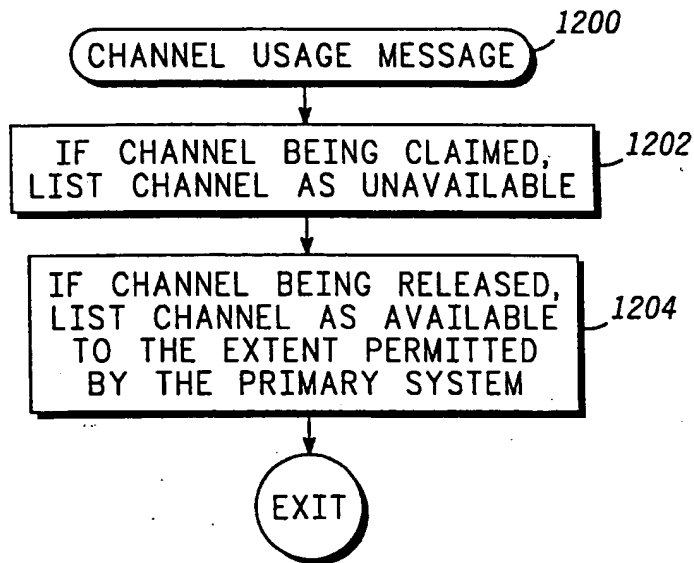 CHANNEL USAGE MESSAGE
1200
IF CHANNEL BEING CLAIMED,
LIST CHANNEL AS UNAVAILABLE
1202
IF CHANNEL BEING RELEASED,
LIST CHANNEL AS AVAILABLE
TO THE EXTENT PERMITTED
BY THE PRIMARY SYSTEM
1204
EXIT